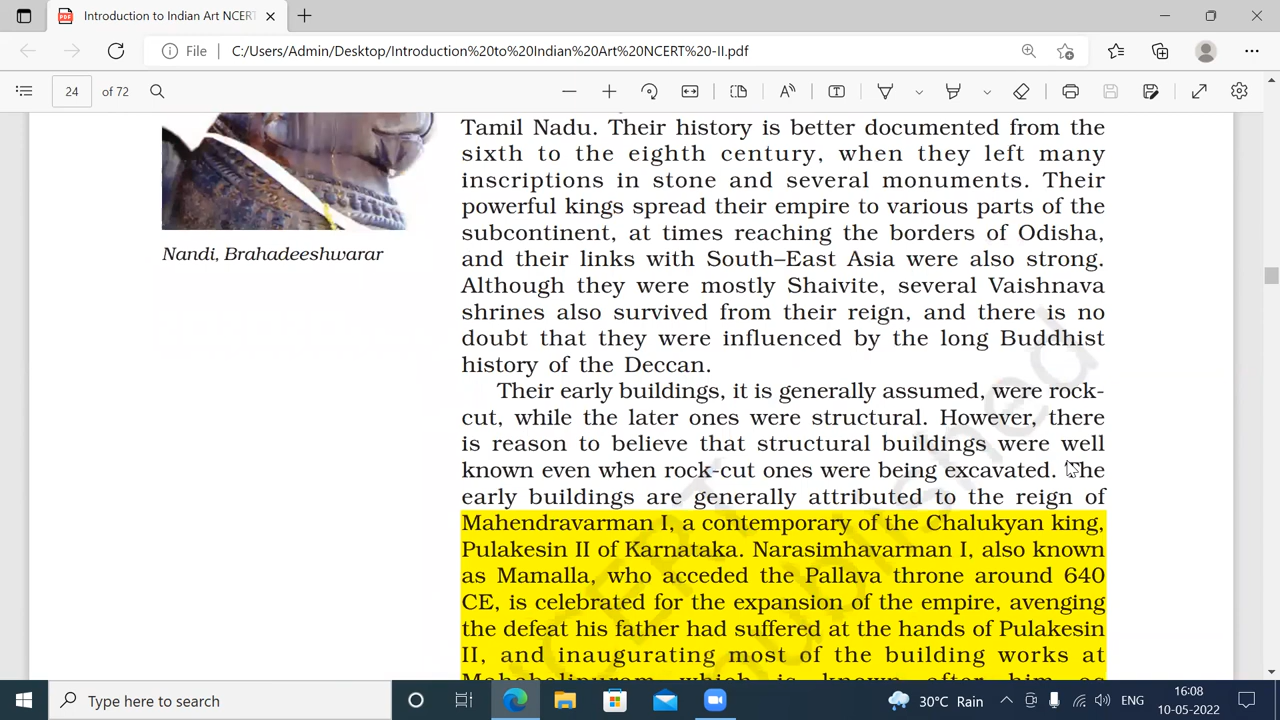 Introduction to Indian Art NCERT
File
C:/Users/Admin/Desktop/Introduction%20to%20Indian%20Art%20NCERT%20-II.pdf
24 of 72
Tamil Nadu. Their history is better documented from the
sixth to the eighth century, when they left many
inscriptions in stone and several monuments. Their
powerful kings spread their empire to various parts of the
subcontinent, at times reaching the borders of Odisha,
and their links with South–East Asia were also strong.
Although they were mostly Shaivite, several Vaishnava
shrines also survived from their reign, and there is no
doubt that they were influenced by the long Buddhist
history of the Deccan.
Nandi, Brahadeeshwarar
Their early buildings, it is generally assumed, were rock-
cut, while the later ones were structural. However, there
is reason to believe that structural buildings were well
known even when rock-cut ones were being excavated. The
early buildings are generally attributed to the reign of
Mahendravarman I, a contemporary of the Chalukyan king,
Pulakesin II of Karnataka. Narasimhavarman I, also known
as Mamalla, who acceded the Pallava throne around 640
CE, is celebrated for the expansion of the empire, avenging
the defeat his father had suffered at the hands of Pulakesin
II, and inaugurating most of the building works at
Mahabalipuram which is known after him as
NCERT
published
Type here to search
30°C Rain
ENG
16:08
10-05-2022